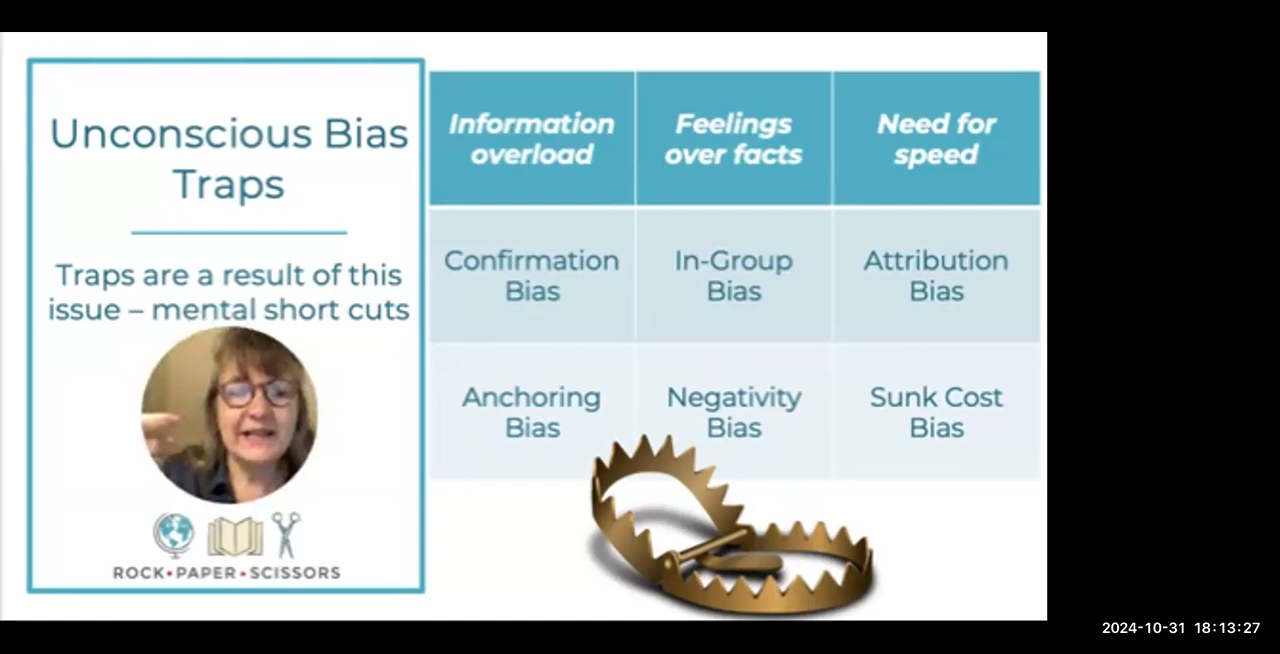 Unconscious Bias
Traps
Traps are a result of this
issue – mental short cuts
ROCK•PAPER•SCISSORS
Information
overload
Feelings
over facts
Need for
speed
Confirmation
Bias
In-Group
Bias
Attribution
Bias
Anchoring
Bias
Negativity
Bias
Sunk Cost
Bias
2024-10-31 18:13:27